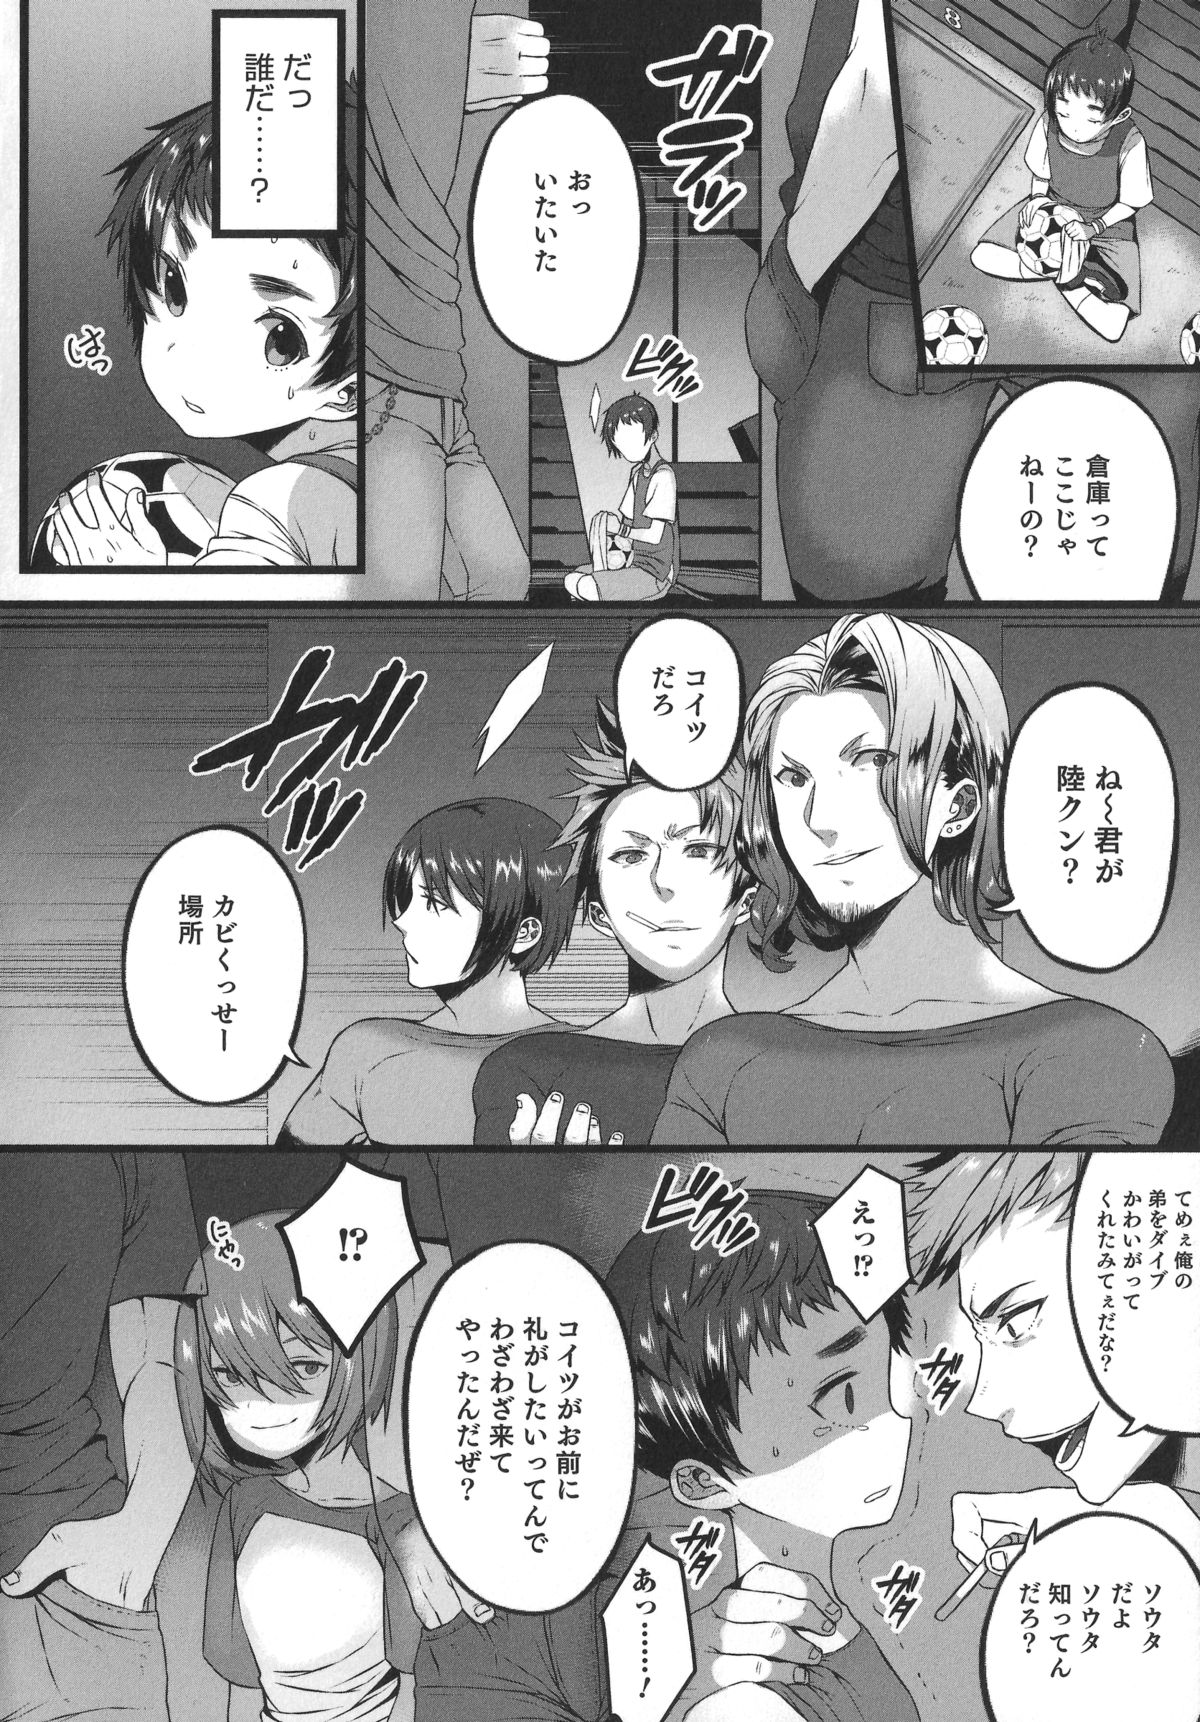 8
倉庫って
ここじゃ
ねーの?
ガラッ
おっ
いたいた
ビクッ
だっ
誰だ………?
はっ
ね〜君が
陸クン?
コイツ
だろ
ザッ
カビくっせー
場所
てめぇ俺の
弟をダイブ
かわいがって
くれたみてぇだな?
えっ!?
ビクッ
ソウタ
だよ
ソウタ
知ってん
だろ?
ガタ
ガタ
ガタ
あっ……!
コイツがお前に
礼がしたいってんで
わざわざ来て
やったんだぜ?
!?
にやっ